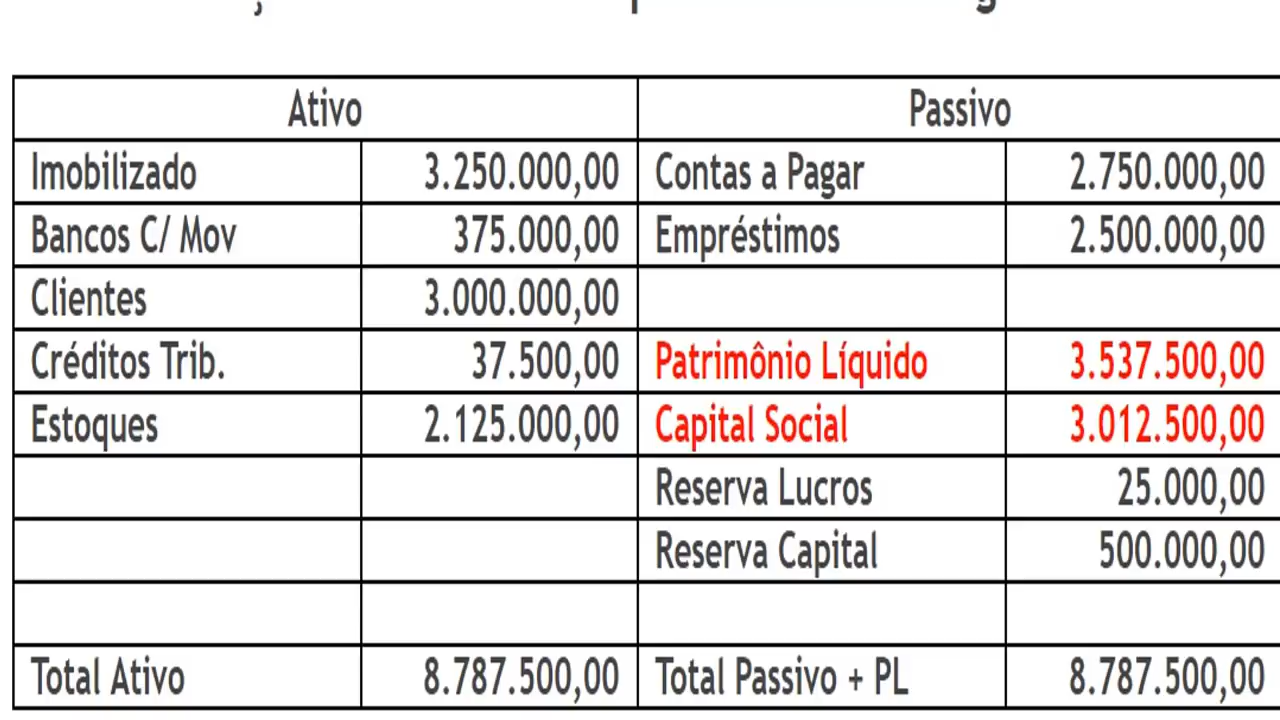 Ativo Passivo
Imobilizado 3.250.000,00 Contas a Pagar 2.750.000,00
Bancos C/ Mov 375.000,00 Empréstimos 2.500.000,00
Clientes 3.000.000,00
Créditos Trib. 37.500,00 Patrimônio Líquido 3.537.500,00
Estoques 2.125.000,00 Capital Social 3.012.500,00
Reserva Lucros 25.000,00
Reserva Capital 500.000,00
Total Ativo 8.787.500,00 Total Passivo + PL 8.787.500,00